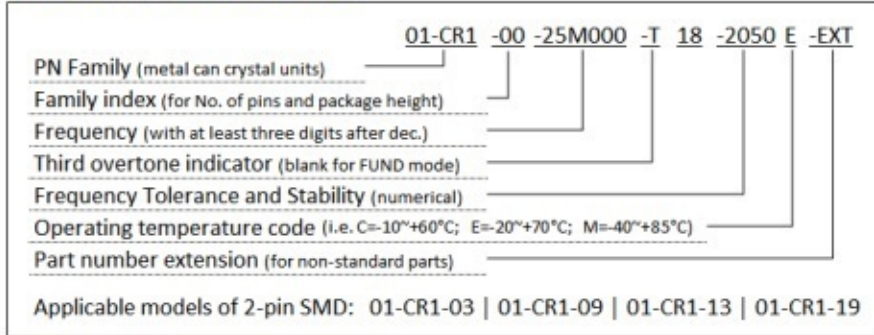 01-CR1 -00 -25M000 -T 18 -2050 E -EXT
PN Family (metal can crystal units)
Family index (for No. of pins and package height)
Frequency (with at least three digits after dec.)
Third overtone indicator (blank for FUND mode)
Frequency Tolerance and Stability (numerical)
Operating temperature code (i.e. C=-10~+60°C; E=-20~+70°C; M=-40~+85°C)
Part number extension (for non-standard parts)
Applicable models of 2-pin SMD: 01-CR1-03 | 01-CR1-09 | 01-CR1-13 | 01-CR1-19